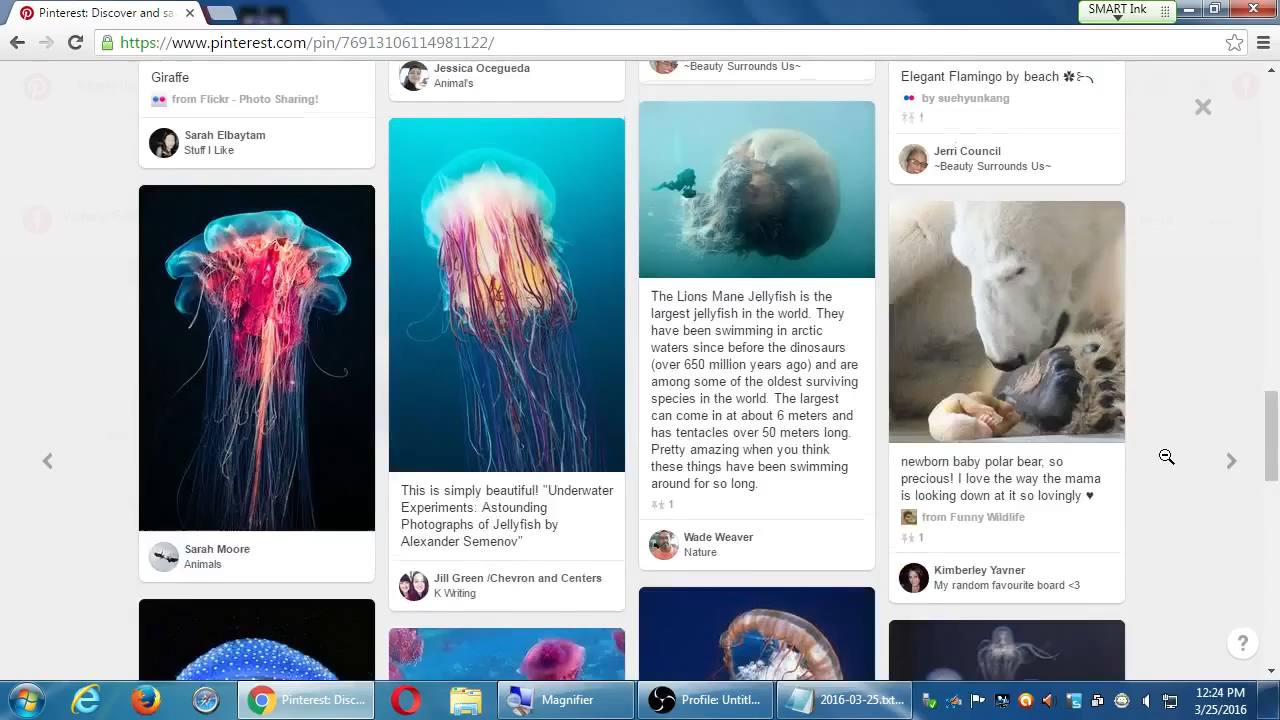 Pinterest: Discover and sa
SMART Ink
https://www.pinterest.com/pin/76913106114981122/
Giraffe
from Flickr - Photo Sharing!
Sarah Elbaytam
Stuff I Like
Sarah Moore
Animals
Jessica Ocegueda
Animal's
This is simply beautiful! "Underwater
Experiments: Astounding
Photographs of Jellyfish by
Alexander Semenov"
Jill Green /Chevron and Centers
K Writing
~Beauty Surrounds Us~
The Lions Mane Jellyfish is the
largest jellyfish in the world. They
have been swimming in arctic
waters since before the dinosaurs
(over 650 million years ago) and are
among some of the oldest surviving
species in the world. The largest
can come in at about 6 meters and
has tentacles over 50 meters long.
Pretty amazing when you think
these things have been swimming
around for so long.
1
Wade Weaver
Nature
Elegant Flamingo by beach
by suehyunkang
1
Jerri Council
~Beauty Surrounds Us~
newborn baby polar bear, so
precious! I love the way the mama
is looking down at it so lovingly ♥
from Funny Wildlife
1
Kimberley Yavner
My random favourite board <3
?
Pinterest: Disc...
Magnifier
Profile: Untitl...
2016-03-25.txt...
12:24 PM
3/25/2016